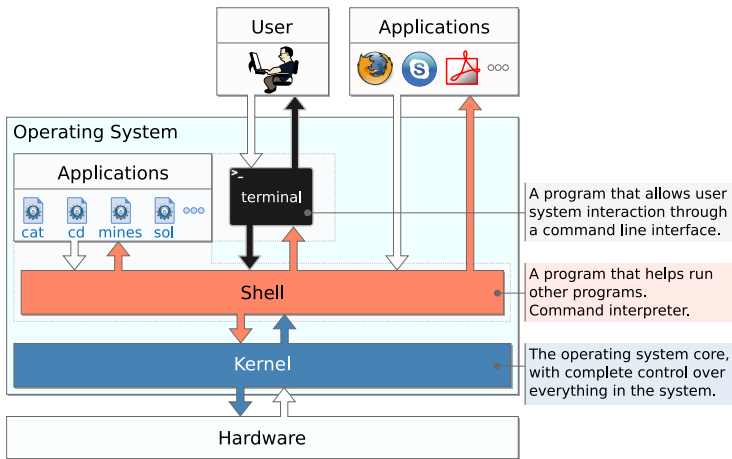 User
Applications
Operating System
Applications
cat cd mines sol
>_
terminal
A program that allows user
system interaction through
a command line interface.
Shell
A program that helps run
other programs.
Command interpreter.
Kernel
The operating system core,
with complete control over
everything in the system.
Hardware